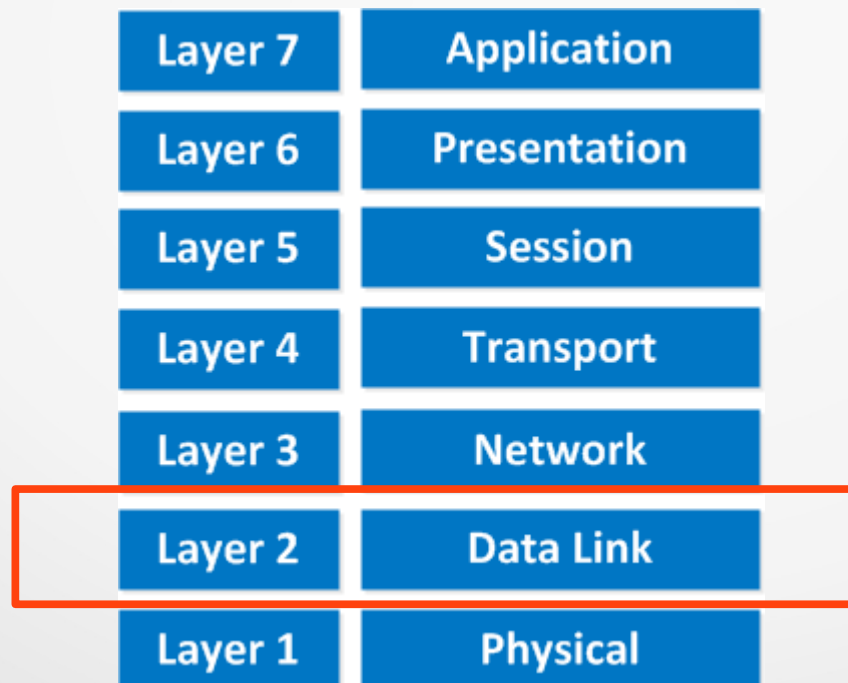 Layer 7 Application
Layer 6 Presentation
Layer 5 Session
Layer 4 Transport
Layer 3 Network
Layer 2 Data Link
Layer 1 Physical